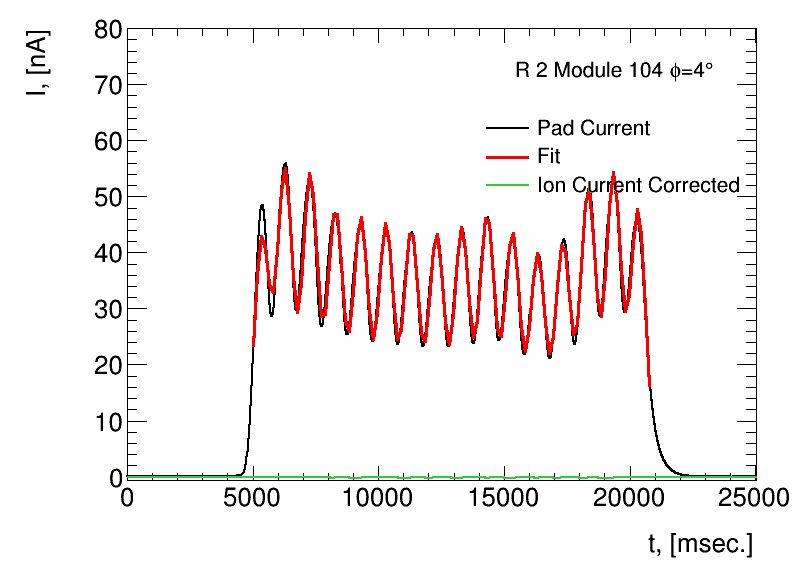 I, [nA]
80
70
60
50
40
30
20
10
0
R 2 Module 104 ϕ=4°
Pad Current
Fit
Ion Current Corrected
0 5000 10000 15000 20000 25000
t, [msec.]